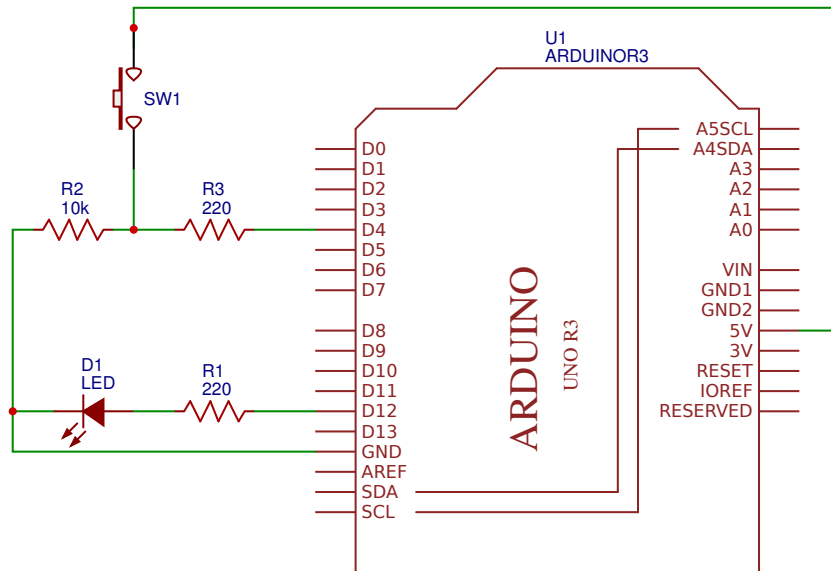 U1
ARDUINOR3
SW1
R2
10k
R3
220
D1
LED
R1
220
D0
D1
D2
D3
D4
D5
D6
D7
D8
D9
D10
D11
D12
D13
GND
AREF
SDA
SCL
ARDUINO
UNO R3
A5SCL
A4SDA
A3
A2
A1
A0
VIN
GND1
GND2
5V
3V
RESET
IOREF
RESERVED